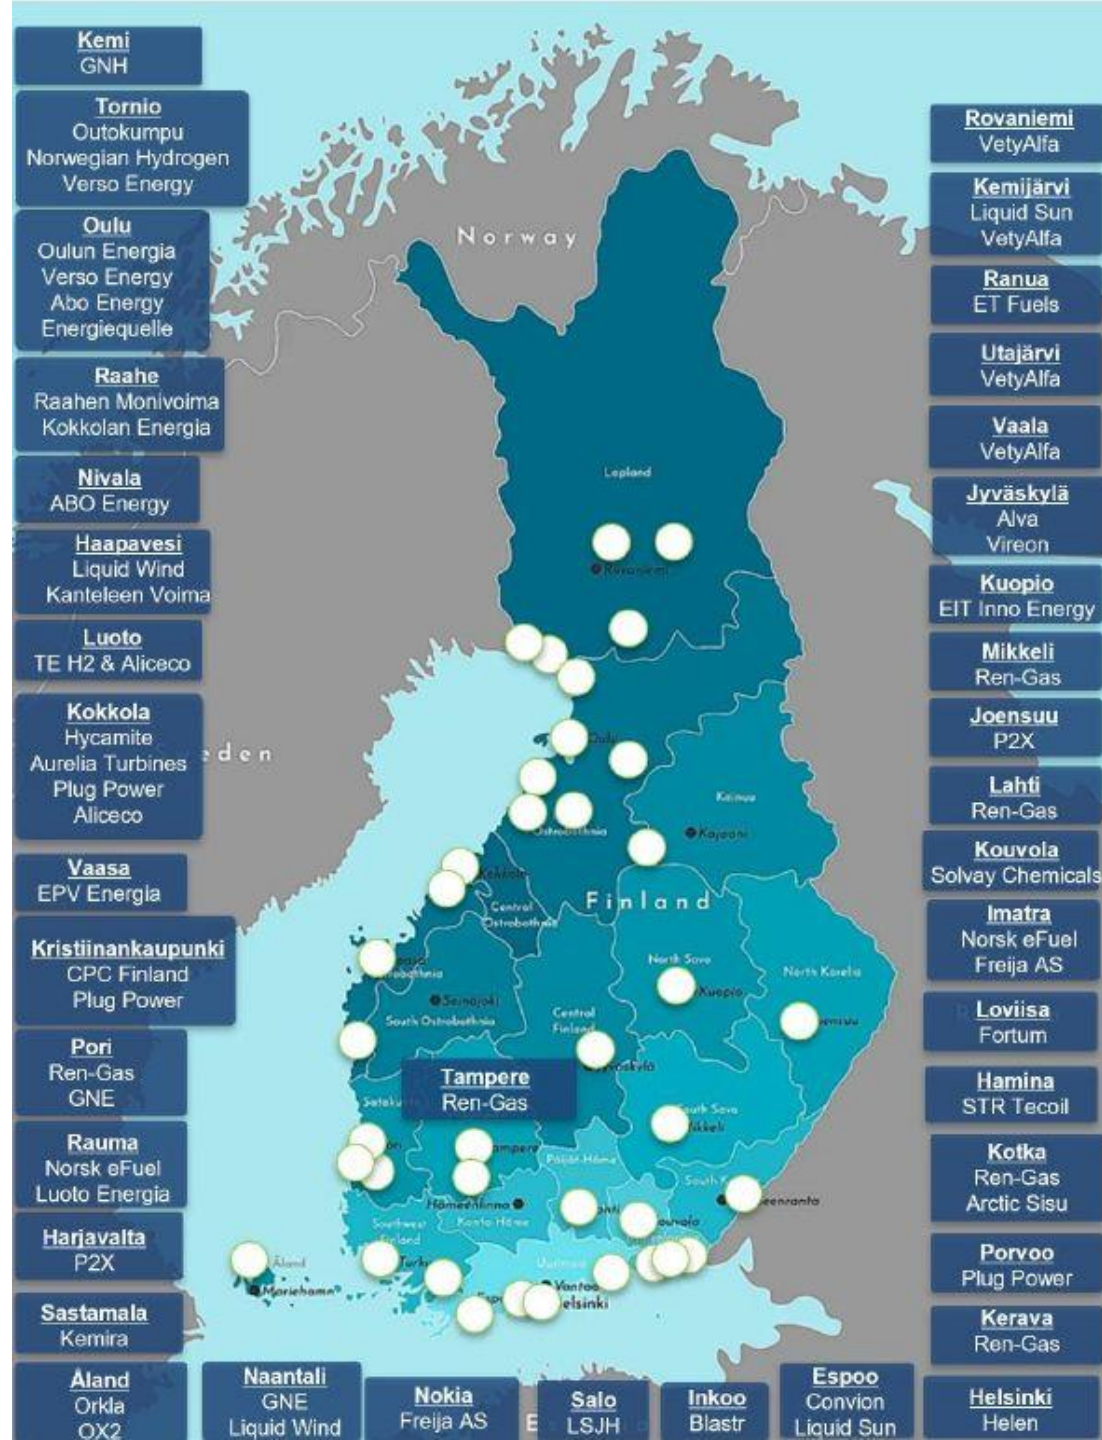 Kemi
GNH
Tornio
Outokumpu
Norwegian Hydrogen
Verso Energy
Oulu
Oulun Energia
Verso Energy
Abo Energy
Energiequelle
Raahe
Raahen Monivoima
Kokkolan Energia
Nivala
ABO Energy
Haapavesi
Liquid Wind
Kanteleen Voima
Luoto
TE H2 & Aliceco
Kokkola
Hycamite
Aurelia Turbines
Plug Power
Aliceco
Vaasa
EPV Energia
Kristiinankaupunki
CPC Finland
Plug Power
Pori
Ren-Gas
GNE
Rauma
Norsk eFuel
Luoto Energia
Harjavalta
P2X
Sastamala
Kemira
Åland
Orkla
OX2
Naantali
GNE
Liquid Wind
Nokia
Freija AS
Salo
LSJH
Inkoo
Blastr
Espoo
Convion
Liquid Sun
Rovaniemi
VetyAlfa
Kemijärvi
Liquid Sun
VetyAlfa
Ranua
ET Fuels
Utajärvi
VetyAlfa
Vaala
VetyAlfa
Jyväskylä
Alva
Vireon
Kuopio
EIT Inno Energy
Mikkeli
Ren-Gas
Joensuu
P2X
Lahti
Ren-Gas
Kouvola
Solvay Chemicals
Imatra
Norsk eFuel
Freija AS
Loviisa
Fortum
Hamina
STR Tecoil
Kotka
Ren-Gas
Arctic Sisu
Porvoo
Plug Power
Kerava
Ren-Gas
Helsinki
Helen
Norway
Lapland
Rovaniemi
eden
Oulu
Kainuu
Kajaani
Ostrobothnia
Kokkola
Central
Ostrobothnia
Finland
North Savo
Kuopio
North Karelia
Seinäjoki
South Ostrobothnia
Central
Finland
Tampere
Ren-Gas
South Savo
Päijät-Häme
Hämeenlinna
Kanta-Häme
Southwest
Finland
Åland
Mariehamn
Turku
Uusimaa
Vantaa
elsinki